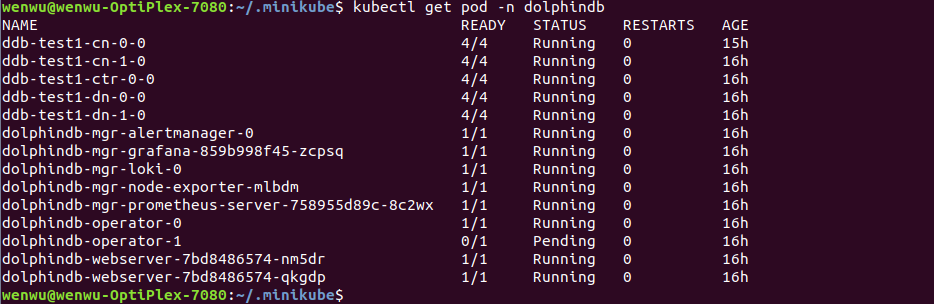 wenwu@wenwu-OptiPlex-7080:~/.minikube$ kubectl get pod -n dolphindb
NAME READY STATUS RESTARTS AGE
ddb-test1-cn-0-0 4/4 Running 0 15h
ddb-test1-cn-1-0 4/4 Running 0 16h
ddb-test1-ctr-0-0 4/4 Running 0 16h
ddb-test1-dn-0-0 4/4 Running 0 16h
ddb-test1-dn-1-0 4/4 Running 0 16h
dolphindb-mgr-alertmanager-0 1/1 Running 0 16h
dolphindb-mgr-grafana-859b998f45-zcpsq 1/1 Running 0 16h
dolphindb-mgr-loki-0 1/1 Running 0 16h
dolphindb-mgr-node-exporter-mlbdm 1/1 Running 0 16h
dolphindb-mgr-prometheus-server-758955d89c-8c2wx 1/1 Running 0 16h
dolphindb-operator-0 1/1 Running 0 16h
dolphindb-operator-1 0/1 Pending 0 16h
dolphindb-webserver-7bd8486574-nm5dr 1/1 Running 0 16h
dolphindb-webserver-7bd8486574-qkgdp 1/1 Running 0 16h
wenwu@wenwu-OptiPlex-7080:~/.minikube$